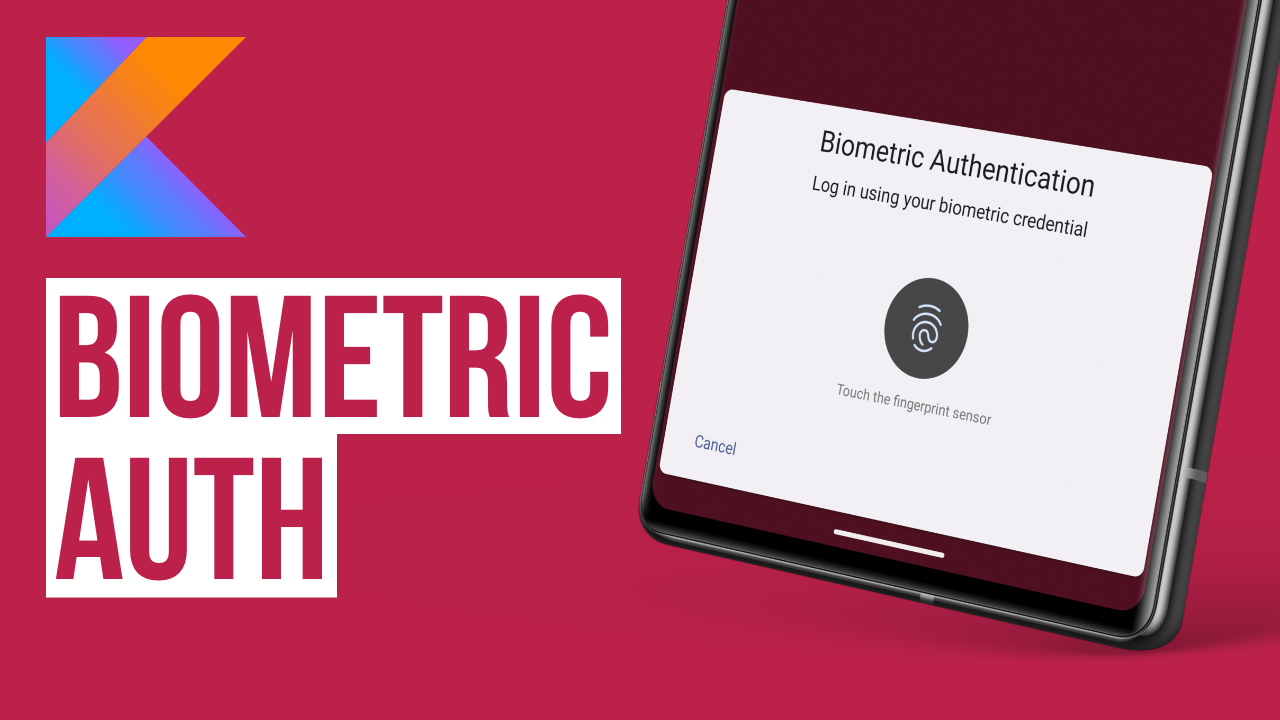 BIOMETRIC
AUTH
Biometric Authentication
Log in using your biometric credential
Touch the fingerprint sensor
Cancel